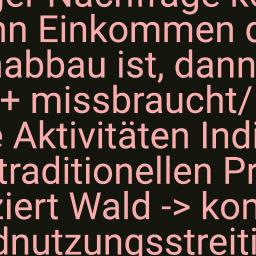 ger Nachfrage k
nn Einkommen
abbau ist, dann
+ missbraucht/
e Aktivitäten Indi
traditionellen Pr
ziert Wald -> kon
dnutzungsstreiti